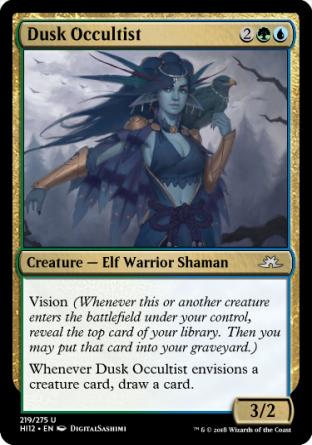 Dusk Occultist 2
Creature — Elf Warrior Shaman
Vision (Whenever this or another creature
enters the battlefield under your control,
reveal the top card of your library. Then you
may put that card into your graveyard.)
Whenever Dusk Occultist envisions a
creature card, draw a card.
3/2
219/275 U
HI12 • EN DigitalSashimi
™ & © 2018 Wizards of the Coast